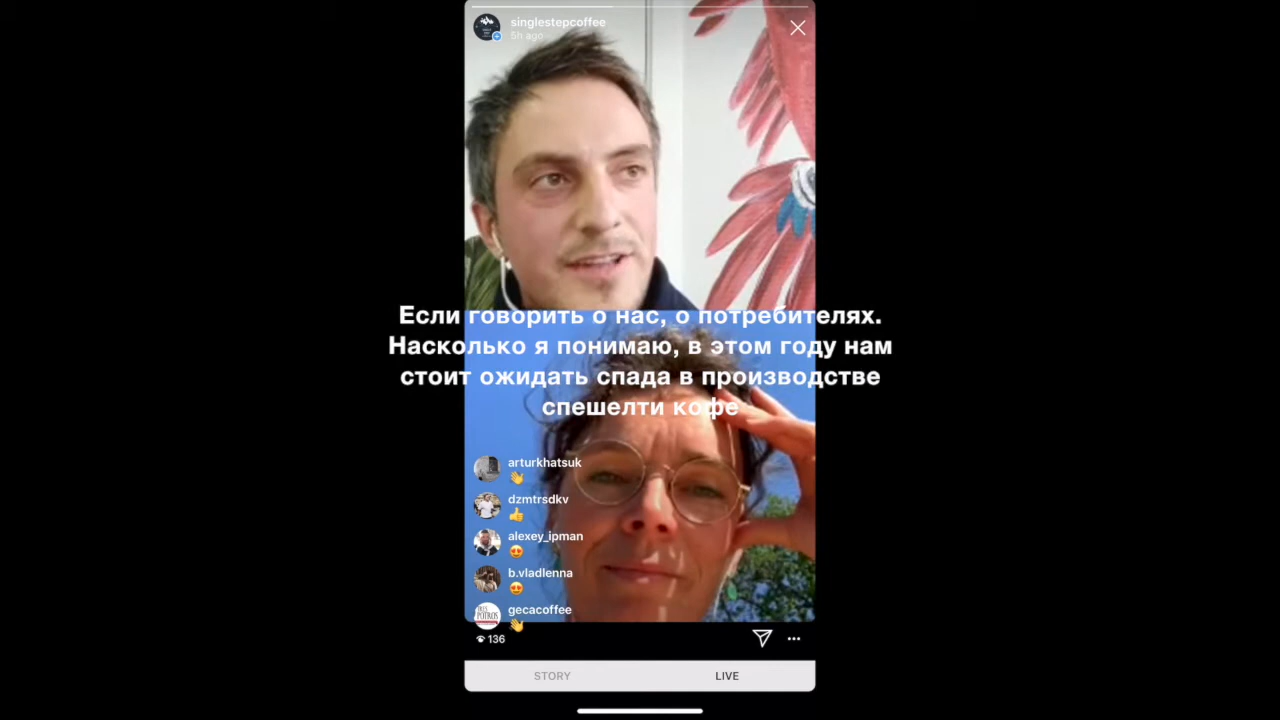 singlestepcoffee
5h ago
Если говорить о нас, о потребителях.
Насколько я понимаю, в этом году нам
стоит ожидать спада в производстве
спешелти кофе
arturkhatsuk
👋
dzmtrsdkv
👍
alexey_ipman
😍
b.vladlenna
😍
gecacoffee
👋
136
STORY
LIVE